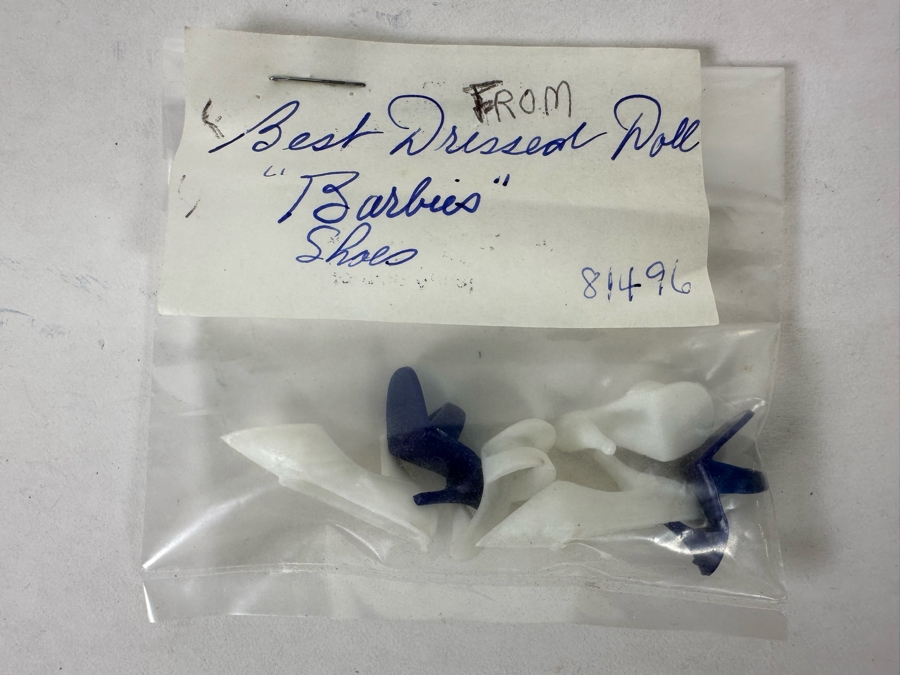 FROM
Best Dressed Doll
"Barbies"
Shoes
81496